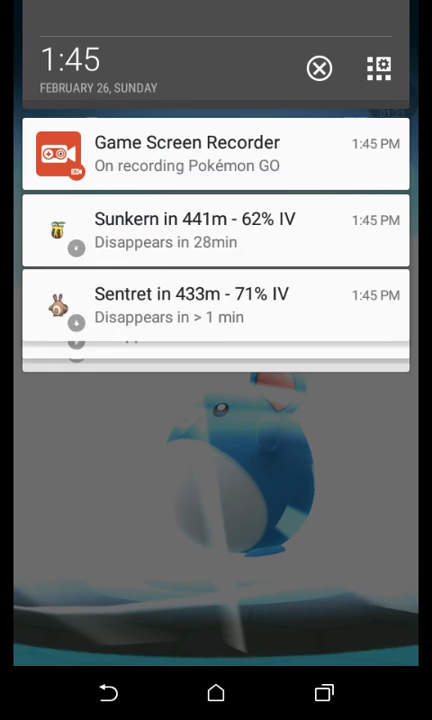 1:45
FEBRUARY 26, SUNDAY
Game Screen Recorder 1:45 PM
On recording Pokémon GO
Sunkern in 441m - 62% IV 1:45 PM
Disappears in 28min
Sentret in 433m - 71% IV 1:45 PM
Disappears in > 1 min